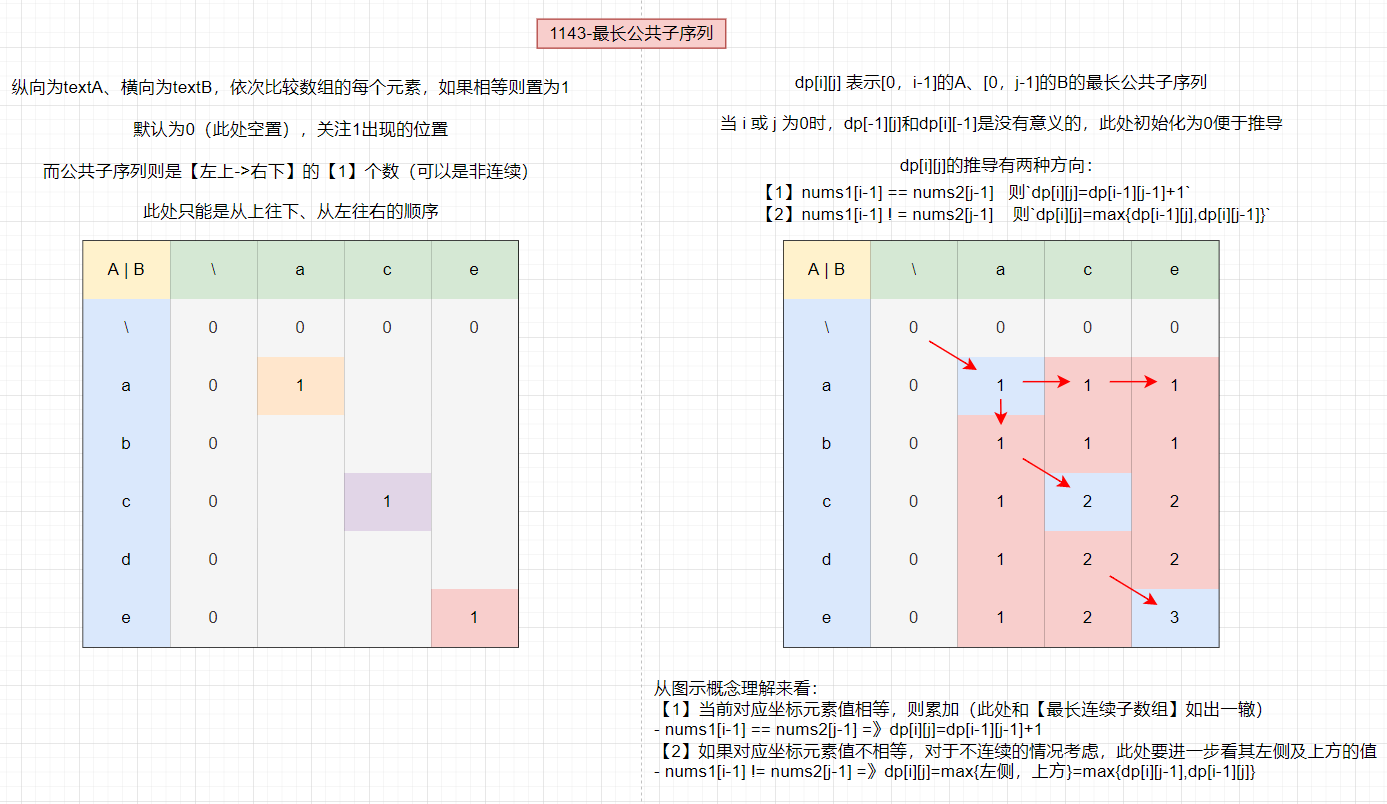 1143-最长公共子序列
纵向为textA、横向为textB，依次比较数组的每个元素，如果相等则置为1
默认为0（此处空置），关注1出现的位置
而公共子序列则是【左上->右下】的【1】个数（可以是非连续）
此处只能是从上往下、从左往右的顺序
A | B \ a c e
\ 0 0 0 0
a 0 1
b 0
c 0 1
d 0
e 0 1
dp[i][j] 表示[0，i-1]的A、[0，j-1]的B的最长公共子序列
当 i 或 j 为0时，dp[-1][j]和dp[i][-1]是没有意义的，此处初始化为0便于推导
dp[i][j]的推导有两种方向：
【1】nums1[i-1] == nums2[j-1] 则`dp[i][j]=dp[i-1][j-1]+1`
【2】nums1[i-1] ! = nums2[j-1] 则`dp[i][j]=max{dp[i-1][j],dp[i][j-1]}`
A | B \ a c e
\ 0 0 0 0
a 0 1 1 1
b 0 1 1 1
c 0 1 2 2
d 0 1 2 2
e 0 1 2 3
从图示概念理解来看：
【1】当前对应坐标元素值相等，则累加（此处和【最长连续子数组】如出一辙）
- nums1[i-1] == nums2[j-1] =》dp[i][j]=dp[i-1][j-1]+1
【2】如果对应坐标元素值不相等，对于不连续的情况考虑，此处要进一步看其左侧及上方的值
- nums1[i-1] != nums2[j-1] =》dp[i][j]=max{左侧，上方}=max{dp[i][j-1],dp[i-1][j]}